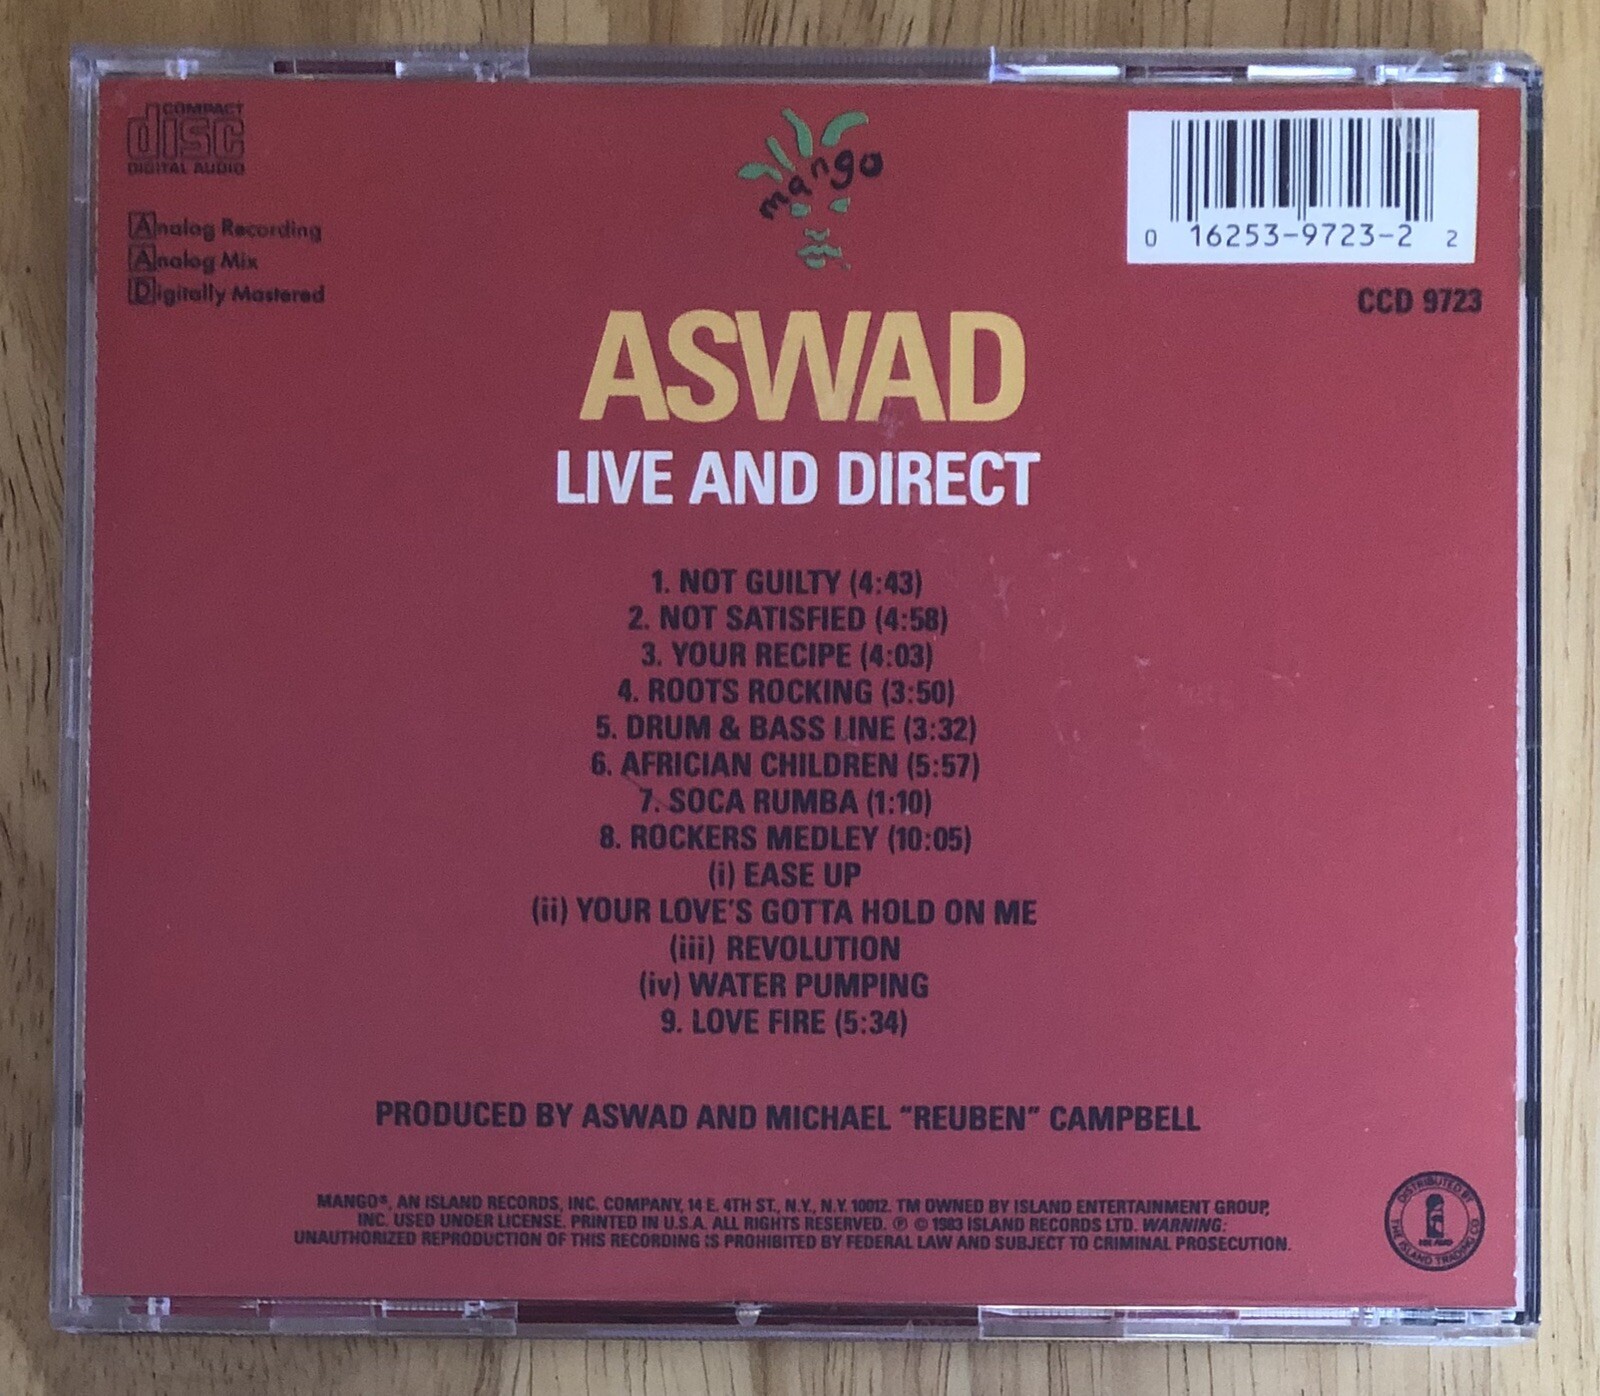 COMPACT
disc
DIGITAL AUDIO
Analog Recording
Analog Mix
Digitally Mastered
mango
0 16253-9723-2 2
CCD 9723
ASWAD
LIVE AND DIRECT
1. NOT GUILTY (4:43)
2. NOT SATISFIED (4:58)
3. YOUR RECIPE (4:03)
4. ROOTS ROCKING (3:50)
5. DRUM & BASS LINE (3:32)
6. AFRICIAN CHILDREN (5:57)
7. SOCA RUMBA (1:10)
8. ROCKERS MEDLEY (10:05)
(i) EASE UP
(ii) YOUR LOVE'S GOTTA HOLD ON ME
(iii) REVOLUTION
(iv) WATER PUMPING
9. LOVE FIRE (5:34)
PRODUCED BY ASWAD AND MICHAEL "REUBEN" CAMPBELL
MANGO®, AN ISLAND RECORDS, INC. COMPANY, 14 E. 4TH ST., N.Y., N.Y. 10012. TM OWNED BY ISLAND ENTERTAINMENT GROUP,
INC. USED UNDER LICENSE. PRINTED IN U.S.A. ALL RIGHTS RESERVED. ℗ © 1983 ISLAND RECORDS LTD. WARNING:
UNAUTHORIZED REPRODUCTION OF THIS RECORDING IS PROHIBITED BY FEDERAL LAW AND SUBJECT TO CRIMINAL PROSECUTION.
DISTRIBUTED BY
THE ISLAND TRADING CO